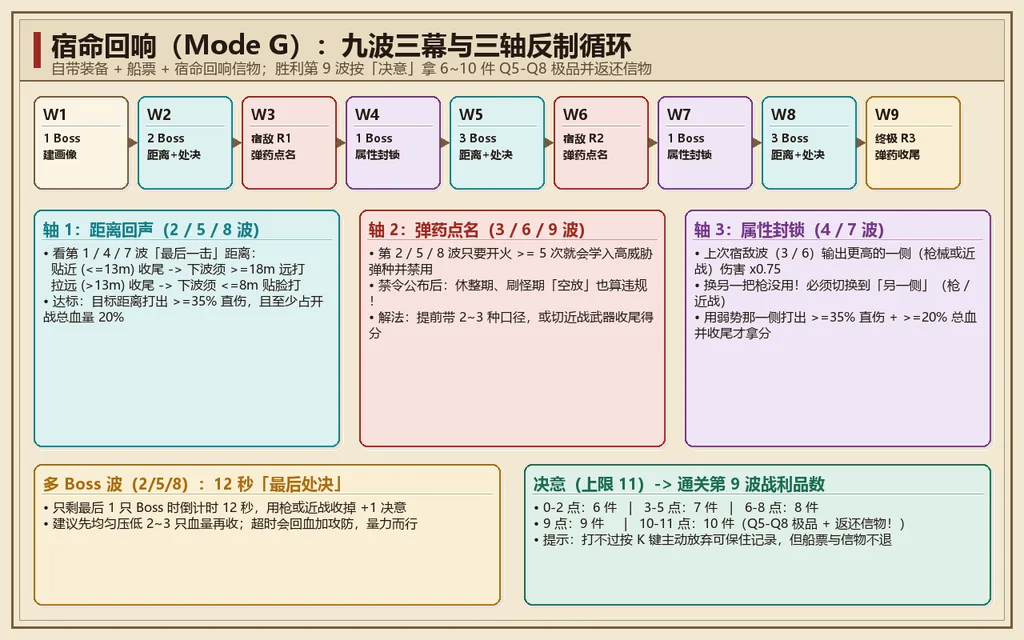 宿命回响（Mode G）：九波三幕与三轴反制循环
自带装备 + 船票 + 宿命回响信物；胜利第 9 波按「决意」拿 6~10 件 Q5-Q8 极品并返还信物
W1
1 Boss
建画像
W2
2 Boss
距离+处决
W3
宿敌 R1
弹药点名
W4
1 Boss
属性封锁
W5
3 Boss
距离+处决
W6
宿敌 R2
弹药点名
W7
1 Boss
属性封锁
W8
3 Boss
距离+处决
W9
终极 R3
弹药收尾
轴 1：距离回声（2 / 5 / 8 波）
• 看第 1 / 4 / 7 波「最后一击」距离：
贴近 (<=13m) 收尾 -> 下波须 >=18m 远打
拉远 (>13m) 收尾 -> 下波须 <=8m 贴脸打
• 达标：目标距离打出 >=35% 直伤，且至少占开
战总血量 20%
轴 2：弹药点名（3 / 6 / 9 波）
• 第 2 / 5 / 8 波只要开火 >= 5 次就会学入高威胁
弹种并禁用
• 禁令公布后：休整期、刷怪期「空放」也算违规
！
• 解法：提前带 2~3 种口径，或切近战武器收尾得
分
轴 3：属性封锁（4 / 7 波）
• 上次宿敌波（3 / 6）输出更高的一侧（枪械或近
战）伤害 x0.75
• 换另一把枪没用！必须切换到「另一侧」（枪 /
近战）
• 用弱势那一侧打出 >=35% 直伤 + >=20% 总血
并收尾才拿分
多 Boss 波（2/5/8）：12 秒「最后处决」
• 只剩最后 1 只 Boss 时倒计时 12 秒，用枪或近战收掉 +1 决意
• 建议先均匀压低 2~3 只血量再收；超时会回血加攻防，量力而行
决意（上限 11）-> 通关第 9 波战利品数
• 0-2 点：6 件 | 3-5 点：7 件 | 6-8 点：8 件
• 9 点：9 件 | 10-11 点：10 件（Q5-Q8 极品 + 返还信物！）
• 提示：打不过按 K 键主动放弃可保住记录，但船票与信物不退